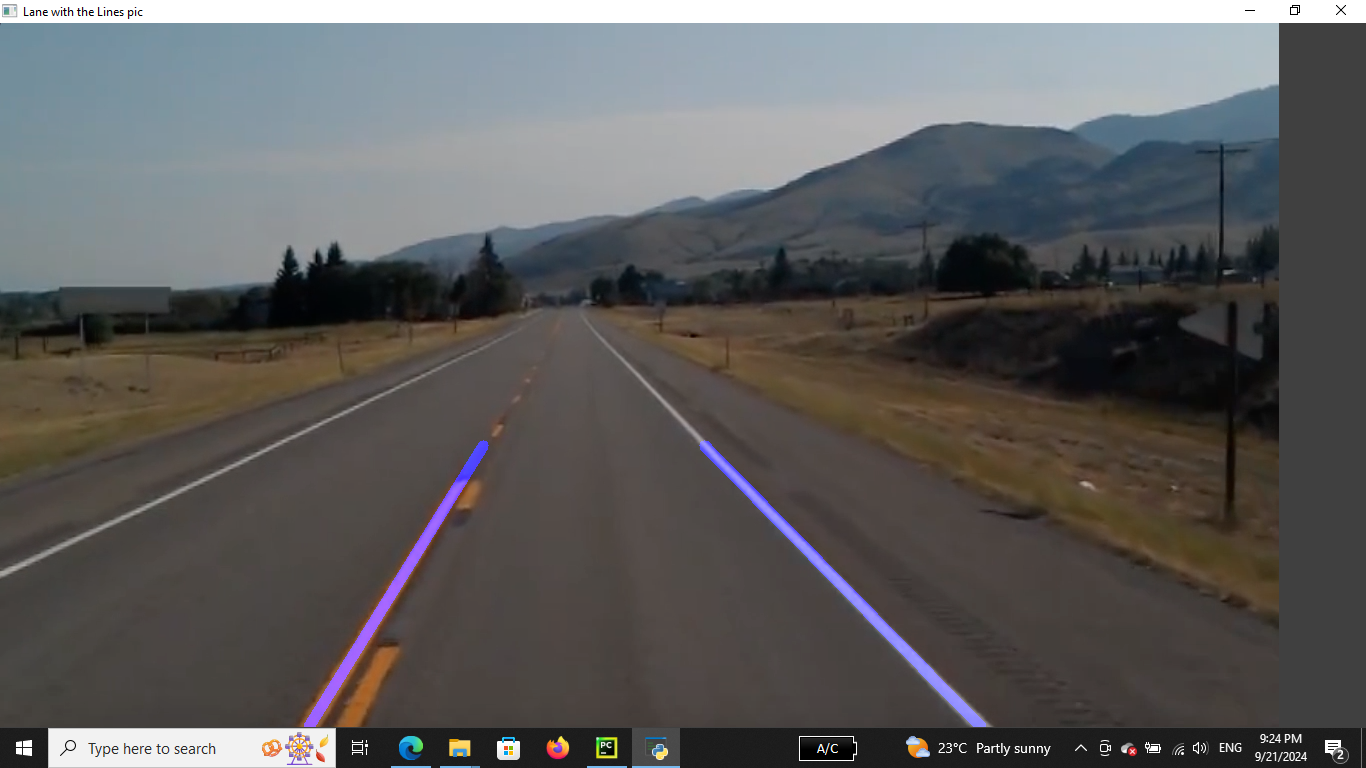 Lane with the Lines pic
Type here to search
PC
A/C
23°C Partly sunny
ENG
9:24 PM
9/21/2024
2